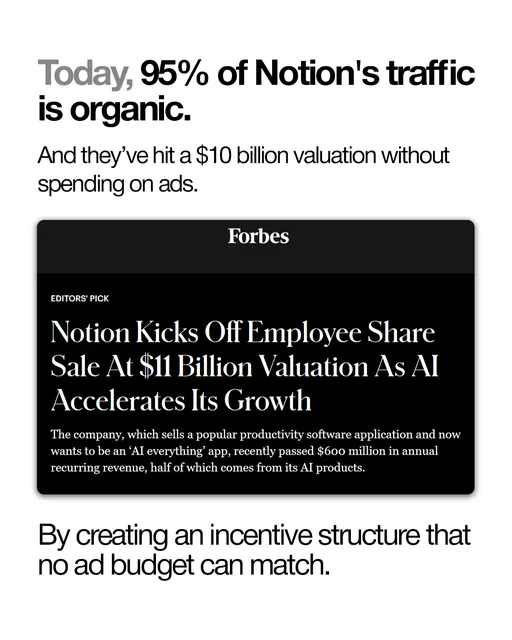 Today, 95% of Notion's traffic
is organic.
And they've hit a $10 billion valuation without
spending on ads.
Forbes
EDITORS' PICK
Notion Kicks Off Employee Share
Sale At $11 Billion Valuation As AI
Accelerates Its Growth
The company, which sells a popular productivity software application and now
wants to be an ‘AI everything’ app, recently passed $600 million in annual
recurring revenue, half of which comes from its AI products.
By creating an incentive structure that
no ad budget can match.